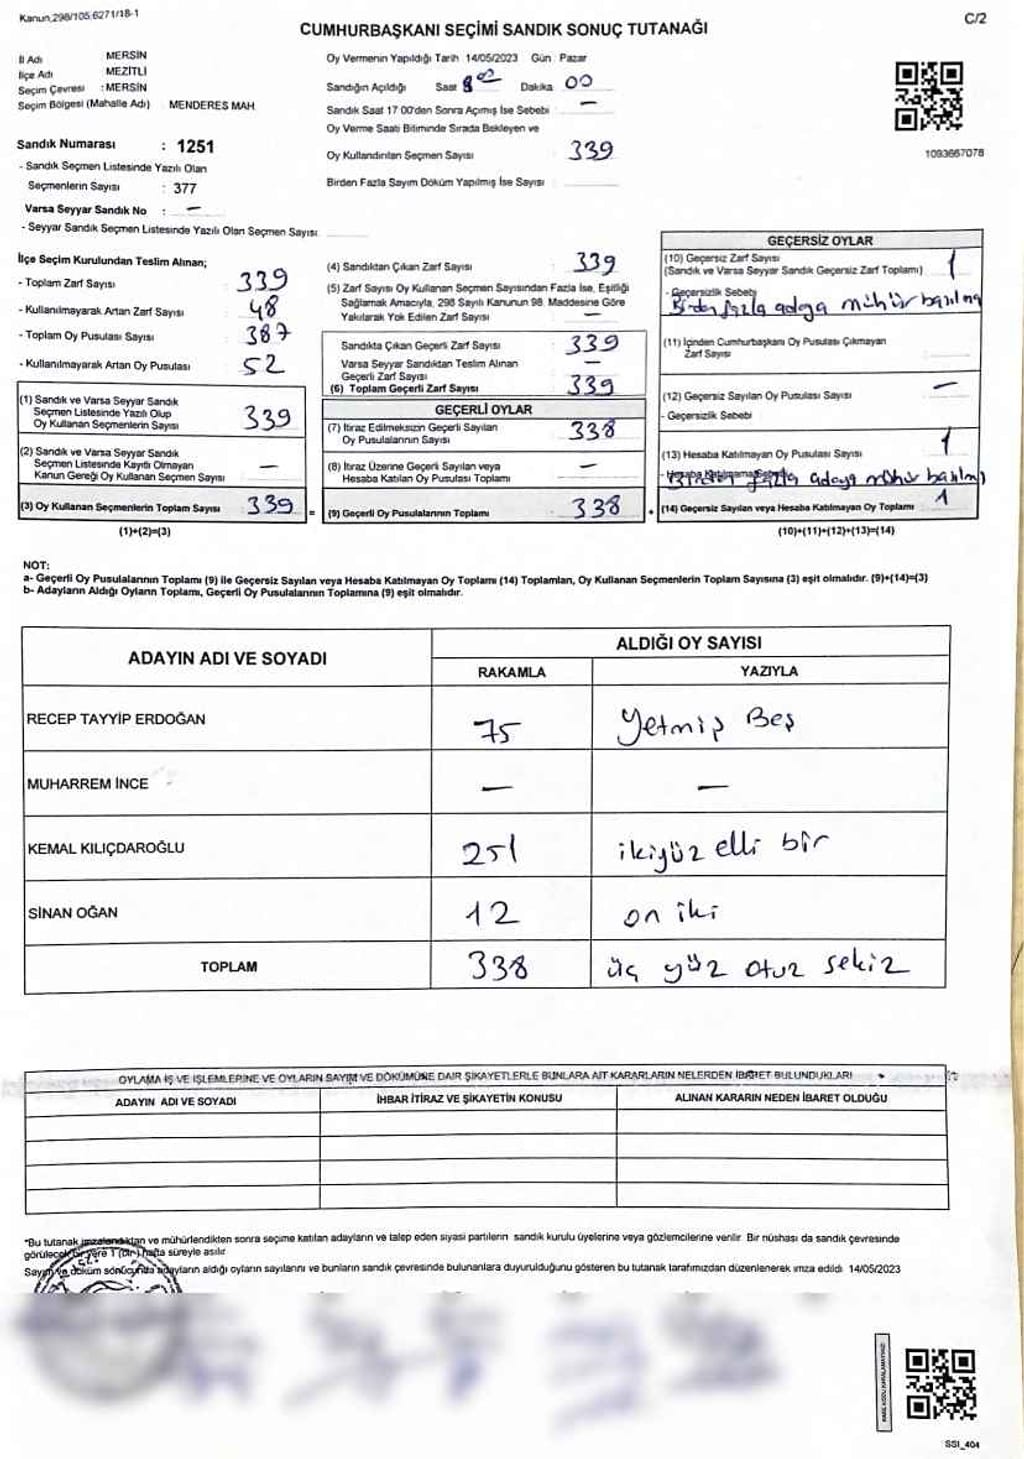 Kanun,298/105,6271/18-1
C/2
CUMHURBAŞKANI SEÇİMİ SANDIK SONUÇ TUTANAĞI
İl Adı MERSİN
İlçe Adı MEZİTLİ
Seçim Çevresi : MERSİN
Seçim Bölgesi (Mahalle Adı) MENDERES MAH
Sandık Numarası : 1251
- Sandık Seçmen Listesinde Yazılı Olan
Seçmenlerin Sayısı : 377
Varsa Seyyar Sandık No : —
- Seyyar Sandık Seçmen Listesinde Yazılı Olan Seçmen Sayısı
Oy Vermenin Yapıldığı Tarih 14/05/2023 Gün : Pazar
Sandığın Açıldığı Saat 8 00 Dakika 00
Sandık Saat 17:00'den Sonra Açımış İse Sebebi —
Oy Verme Saati Bitiminde Sırada Bekleyen ve
Oy Kullandırılan Seçmen Sayısı 339
Birden Fazla Sayım Döküm Yapılmış İse Sayısı
1093667078
İlçe Seçim Kurulundan Teslim Alınan;
- Toplam Zarf Sayısı 339
- Kullanılmayarak Artan Zarf Sayısı 48
- Toplam Oy Pusulası Sayısı 387
- Kullanılmayarak Artan Oy Pusulası 52
(1) Sandık ve Varsa Seyyar Sandık
Seçmen Listesinde Yazılı Olup
Oy Kullanan Seçmenlerin Sayısı 339
(2) Sandık ve Varsa Seyyar Sandık
Seçmen Listesinde Kayıtlı Olmayan
Kanun Gereği Oy Kullanan Seçmen Sayısı —
(3) Oy Kullanan Seçmenlerin Toplam Sayısı 339 =
(1)+(2)=(3)
(4) Sandıktan Çıkan Zarf Sayısı 339
(5) Zarf Sayısı Oy Kullanan Seçmen Sayısından Fazla İse, Eşitliği
Sağlamak Amacıyla, 298 Sayılı Kanunun 98. Maddesine Göre
Yakılarak Yok Edilen Zarf Sayısı —
Sandıkta Çıkan Geçerli Zarf Sayısı 339
Varsa Seyyar Sandıktan Teslim Alınan
Geçerli Zarf Sayısı —
(6) Toplam Geçerli Zarf Sayısı 339
GEÇERLİ OYLAR
(7) İtiraz Edilmeksizin Geçerli Sayılan
Oy Pusulalarının Sayısı 338
(8) İtiraz Üzerine Geçerli Sayılan veya
Hesaba Katılan Oy Pusulası Toplamı —
(9) Geçerli Oy Pusulalarının Toplamı 338 +
GEÇERSİZ OYLAR
(10) Geçersiz Zarf Sayısı 1
(Sandık ve Varsa Seyyar Sandık Geçersiz Zarf Toplamı)
- Geçersizlik Sebebi
Birden fazla adaya mühür basılmış
(11) İçinden Cumhurbaşkanı Oy Pusulası Çıkmayan
Zarf Sayısı
(12) Geçersiz Sayılan Oy Pusulası Sayısı —
- Geçersizlik Sebebi
(13) Hesaba Katılmayan Oy Pusulası Sayısı 1
- Hesaba Katılmama Sebebi
Birden fazla adaya mühür basılmış
(14) Geçersiz Sayılan veya Hesaba Katılmayan Oy Toplamı 1
(10)+(11)+(12)+(13)=(14)
NOT:
a- Geçerli Oy Pusulalarının Toplamı (9) ile Geçersiz Sayılan veya Hesaba Katılmayan Oy Toplamı (14) Toplamları, Oy Kullanan Seçmenlerin Toplam Sayısına (3) eşit olmalıdır. (9)+(14)=(3)
b- Adayların Aldığı Oyların Toplamı, Geçerli Oy Pusulalarının Toplamına (9) eşit olmalıdır.
ADAYIN ADI VE SOYADI ALDIĞI OY SAYISI
RAKAMLA YAZIYLA
RECEP TAYYİP ERDOĞAN 75 Yetmiş Beş
MUHARREM İNCE — —
KEMAL KILIÇDAROĞLU 251 ikiyüz elli bir
SİNAN OĞAN 12 on iki
TOPLAM 338 üç yüz otuz sekiz
OYLAMA İŞ VE İŞLEMLERİNE VE OYLARIN SAYIM VE DÖKÜMÜNE DAİR ŞİKAYETLERLE BUNLARA AİT KARARLARIN NELERDEN İBARET BULUNDUKLARI
ADAYIN ADI VE SOYADI İHBAR İTİRAZ VE ŞİKAYETİN KONUSU ALINAN KARARIN NEDEN İBARET OLDUĞU
*Bu tutanak imzalandıktan ve mühürlendikten sonra seçime katılan adayların ve talep eden siyasi partilerin sandık kurulu üyelerine veya gözlemcilerine verilir. Bir nüshası da sandık çevresinde
görülecek bir yere 1 (bir) hafta süreyle asılır
Sayım ve döküm sonucunda adayların aldığı oyların sayılarını ve bunların sandık çevresinde bulunanlara duyurulduğunu gösteren bu tutanak tarafımızdan düzenlenerek imza edildi 14/05/2023
KARE KODU KARALAMAYINIZ!
SSI_404